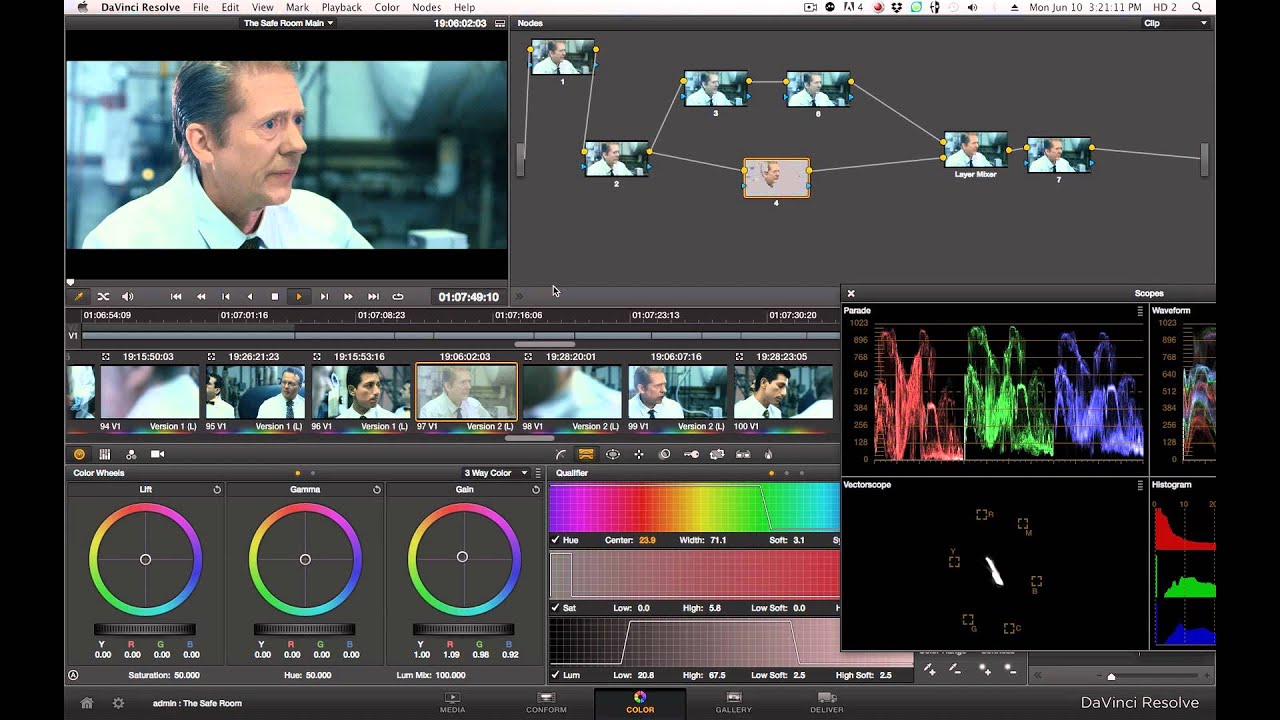 DaVinci Resolve File Edit View Mark Playback Color Nodes Help 4 Mon Jun 10 3:21:11 PM HD 2
The Safe Room Main 19:06:02:03 Nodes Clip
1
3
6
2
4
Layer Mixer
7
01:07:49:10
Scopes
01:06:54:09 01:07:01:16 01:07:08:23 01:07:16:06 01:07:23:13 01:07:30:20
V1
19:15:50:03 19:26:21:23 19:15:53:16 19:06:02:03 19:28:20:01 19:06:07:16 19:28:23:05
94 V1 Version 1 (L) 95 V1 Version 1 (L) 96 V1 Version 1 (L) 97 V1 Version 2 (L) 98 V1 Version 2 (L) 99 V1 Version 2 (L) 100 V1
Parade Waveform
1023 1023
896 896
768 768
640 640
512 512
384 384
256 256
128 128
0 0
Color Wheels 3 Way Color Qualifier
Lift Gamma Gain
Vectorscope Histogram
R
M
Y
B
G
C
0 10
Hue Center: 23.9 Width: 71.1 Soft: 3.1
Sat Low: 0.0 High: 5.8 Low Soft: 0.0
Y R G B Y R G B Y R G B
0.00 0.00 0.00 0.00 0.00 0.00 0.00 0.00 1.00 1.09 0.98 0.92
A Saturation: 50.000 Hue: 50.000 Lum Mix: 100.000
Lum Low: 20.8 High: 67.5 Low Soft: 2.5 High Soft: 2.5
admin : The Safe Room
MEDIA CONFORM COLOR GALLERY DELIVER
DaVinci Resolve